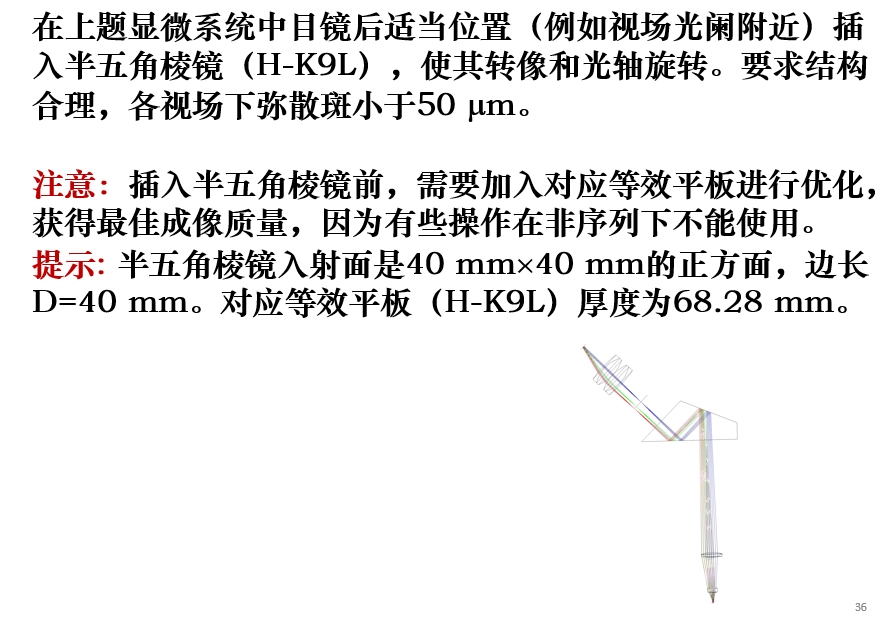 在上题显微系统中目镜后适当位置（例如视场光阑附近）插
入半五角棱镜（H-K9L），使其转像和光轴旋转。要求结构
合理，各视场下弥散斑小于50 μm。
注意：插入半五角棱镜前，需要加入对应等效平板进行优化，
获得最佳成像质量，因为有些操作在非序列下不能使用。
提示: 半五角棱镜入射面是40 mm×40 mm的正方面，边长
D=40 mm。对应等效平板（H-K9L）厚度为68.28 mm。
36